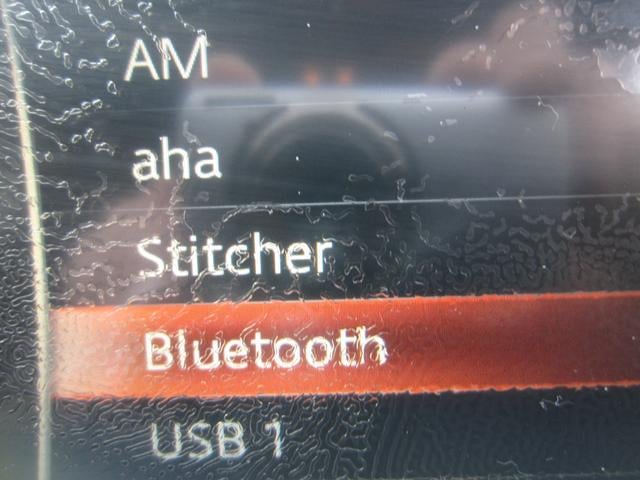 AM
aha
Stitcher
Bluetooth
USB 1